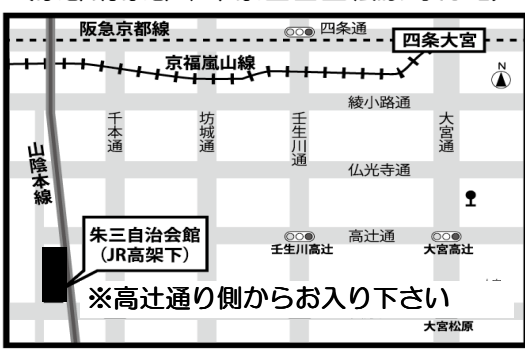 阪急京都線
四条通
四条大宮
京福嵐山線
N
綾小路通
千本通
坊城通
壬生川通
大宮通
仏光寺通
山陰本線
朱三自治会館
(JR高架下)
高辻通
壬生川高辻
大宮高辻
※高辻通り側からお入り下さい
大宮松原